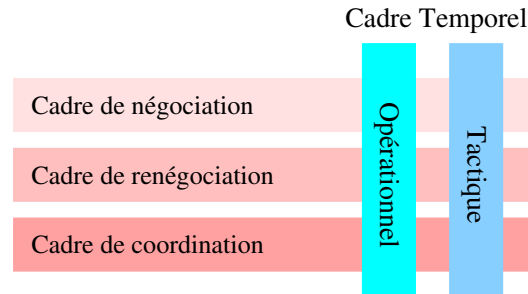 Cadre Temporel
Cadre de négociation
Cadre de renégociation
Cadre de coordination
Opérationnel
Tactique